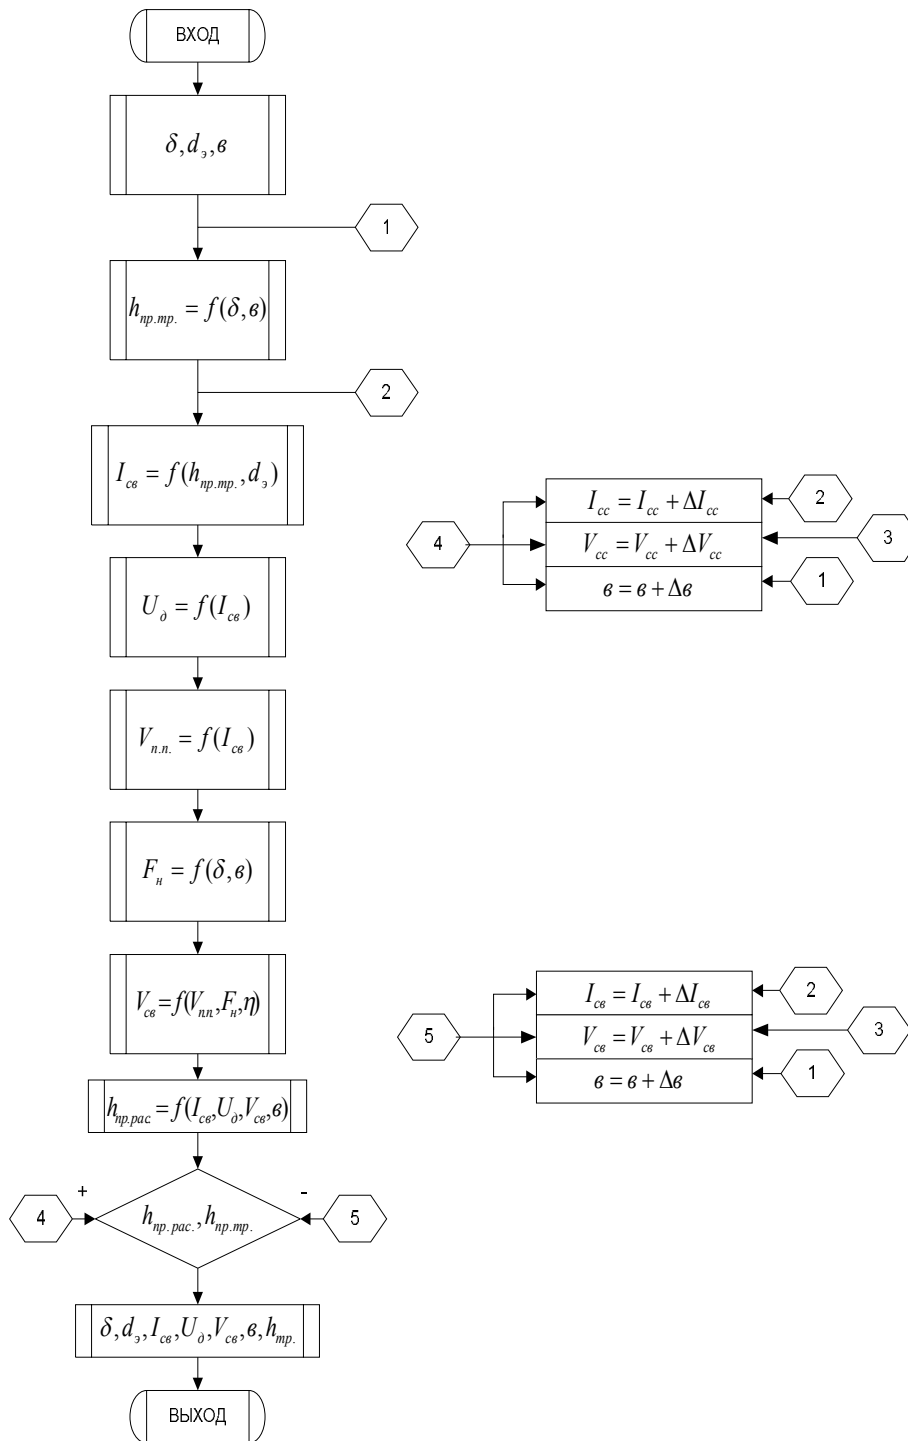 ВХОД
δ, d_э, в
1
h_пр.тр. = f(δ, в)
2
I_св = f(h_пр.тр., d_э)
I_сс = I_сс + ΔI_сс
2
4
V_сс = V_сс + ΔV_сс
3
в = в + Δв
1
U_д = f(I_св)
V_п.п. = f(I_св)
F_н = f(δ, в)
V_св = f(V_п.п., F_н, η)
I_св = I_св + ΔI_св
2
5
V_св = V_св + ΔV_св
3
в = в + Δв
1
h_пр.рас. = f(I_св, U_д, V_св, в)
+
-
4
h_пр.рас., h_пр.тр.
5
δ, d_э, I_св, U_д, V_св, в, h_тр.
ВЫХОД